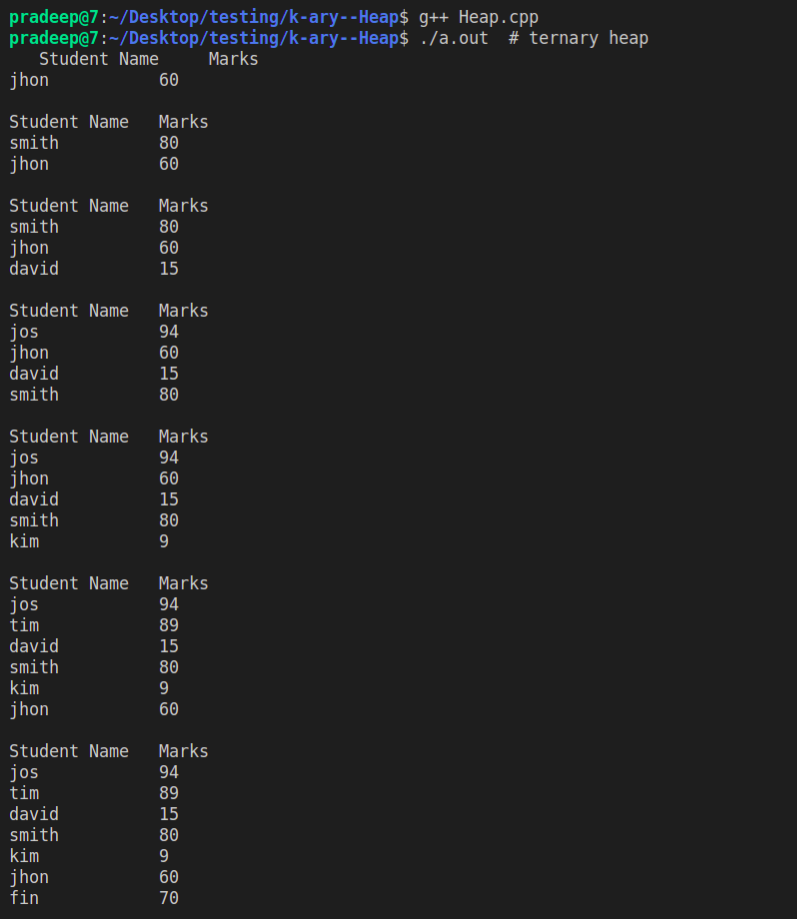 pradeep@7:~/Desktop/testing/k-ary--Heap$ g++ Heap.cpp
pradeep@7:~/Desktop/testing/k-ary--Heap$ ./a.out  # ternary heap
   Student Name     Marks
jhon           60

Student Name   Marks
smith          80
jhon           60

Student Name   Marks
smith          80
jhon           60
david          15

Student Name   Marks
jos            94
jhon           60
david          15
smith          80

Student Name   Marks
jos            94
jhon           60
david          15
smith          80
kim            9

Student Name   Marks
jos            94
tim            89
david          15
smith          80
kim            9
jhon           60

Student Name   Marks
jos            94
tim            89
david          15
smith          80
kim            9
jhon           60
fin            70